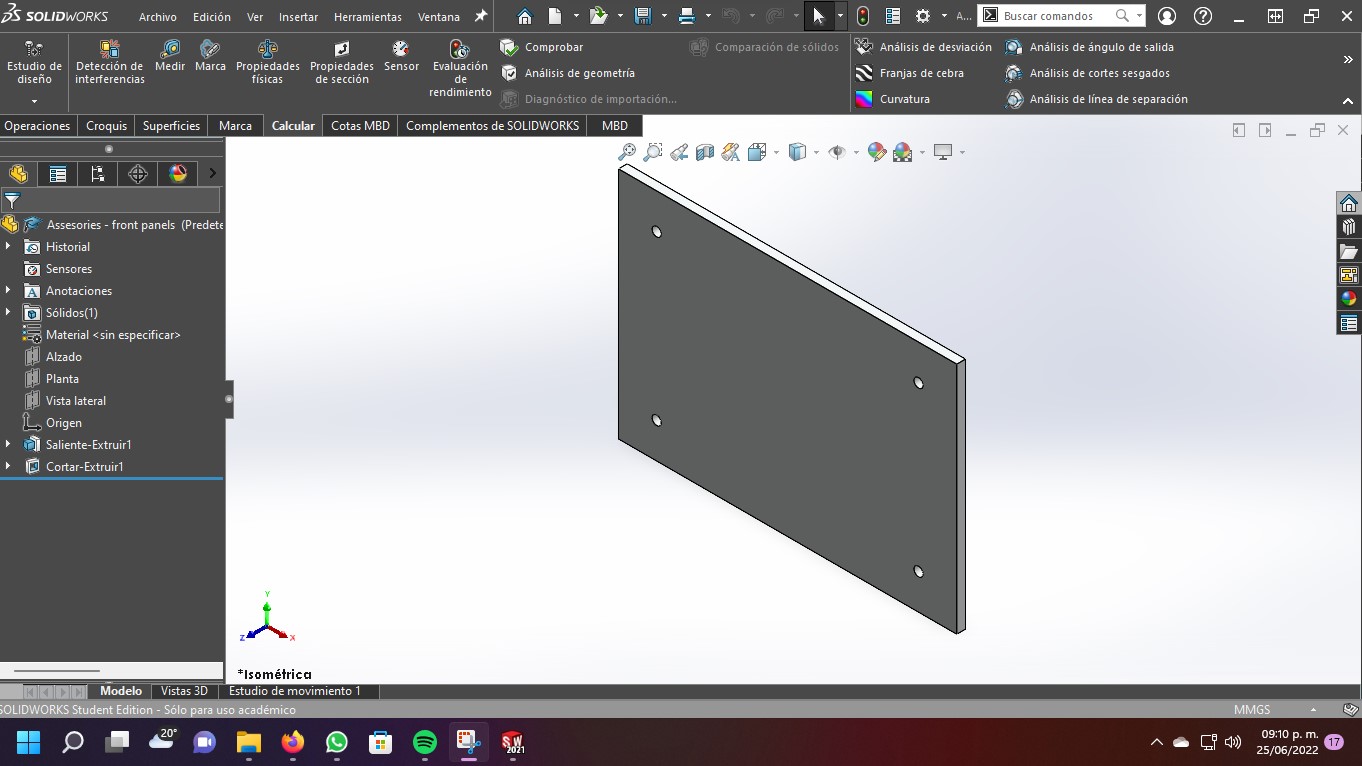 SOLIDWORKS Archivo Edición Ver Insertar Herramientas Ventana A... Buscar comandos
Estudio de diseño
Detección de interferencias
Medir
Marca
Propiedades físicas
Propiedades de sección
Sensor
Evaluación de rendimiento
Comprobar
Análisis de geometría
Diagnóstico de importación...
Comparación de sólidos
Análisis de desviación
Franjas de cebra
Curvatura
Análisis de ángulo de salida
Análisis de cortes sesgados
Análisis de línea de separación
Operaciones Croquis Superficies Marca Calcular Cotas MBD Complementos de SOLIDWORKS MBD
Assesories - front panels (Predete
Historial
Sensores
Anotaciones
Sólidos(1)
Material <sin especificar>
Alzado
Planta
Vista lateral
Origen
Saliente-Extruir1
Cortar-Extruir1
Y
Z
X
*Isométrica
Modelo Vistas 3D Estudio de movimiento 1
SOLIDWORKS Student Edition - Sólo para uso académico MMGS
20°
SW 2021
09:10 p. m.
25/06/2022
17